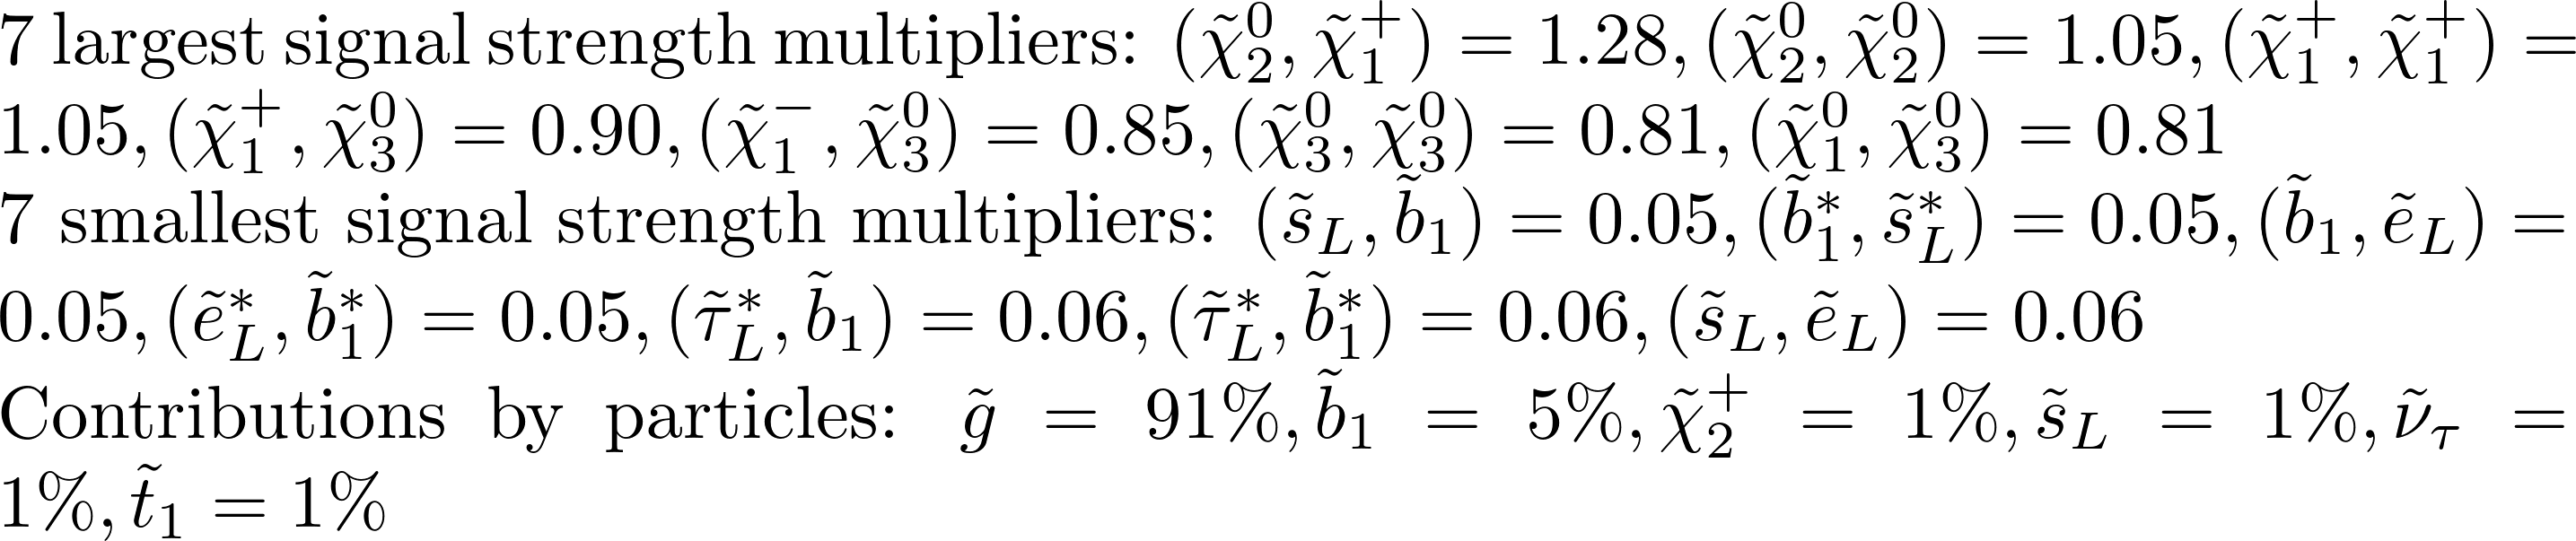 7 largest signal strength multipliers: $(\tilde{\chi}_2^0, \tilde{\chi}_1^+) = 1.28, (\tilde{\chi}_2^0, \tilde{\chi}_2^0) = 1.05, (\tilde{\chi}_1^+, \tilde{\chi}_1^+) =$
$1.05, (\tilde{\chi}_1^+, \tilde{\chi}_3^0) = 0.90, (\tilde{\chi}_1^-, \tilde{\chi}_3^0) = 0.85, (\tilde{\chi}_3^0, \tilde{\chi}_3^0) = 0.81, (\tilde{\chi}_1^0, \tilde{\chi}_3^0) = 0.81$
7 smallest signal strength multipliers: $(\tilde{s}_L, \tilde{b}_1) = 0.05, (\tilde{b}_1^*, \tilde{s}_L^*) = 0.05, (\tilde{b}_1, \tilde{e}_L) =$
$0.05, (\tilde{e}_L^*, \tilde{b}_1^*) = 0.05, (\tilde{\tau}_L^*, \tilde{b}_1) = 0.06, (\tilde{\tau}_L^*, \tilde{b}_1^*) = 0.06, (\tilde{s}_L, \tilde{e}_L) = 0.06$
Contributions by particles: $\tilde{g} = 91\%, \tilde{b}_1 = 5\%, \tilde{\chi}_2^+ = 1\%, \tilde{s}_L = 1\%, \tilde{\nu}_\tau =$
$1\%, \tilde{t}_1 = 1\%$